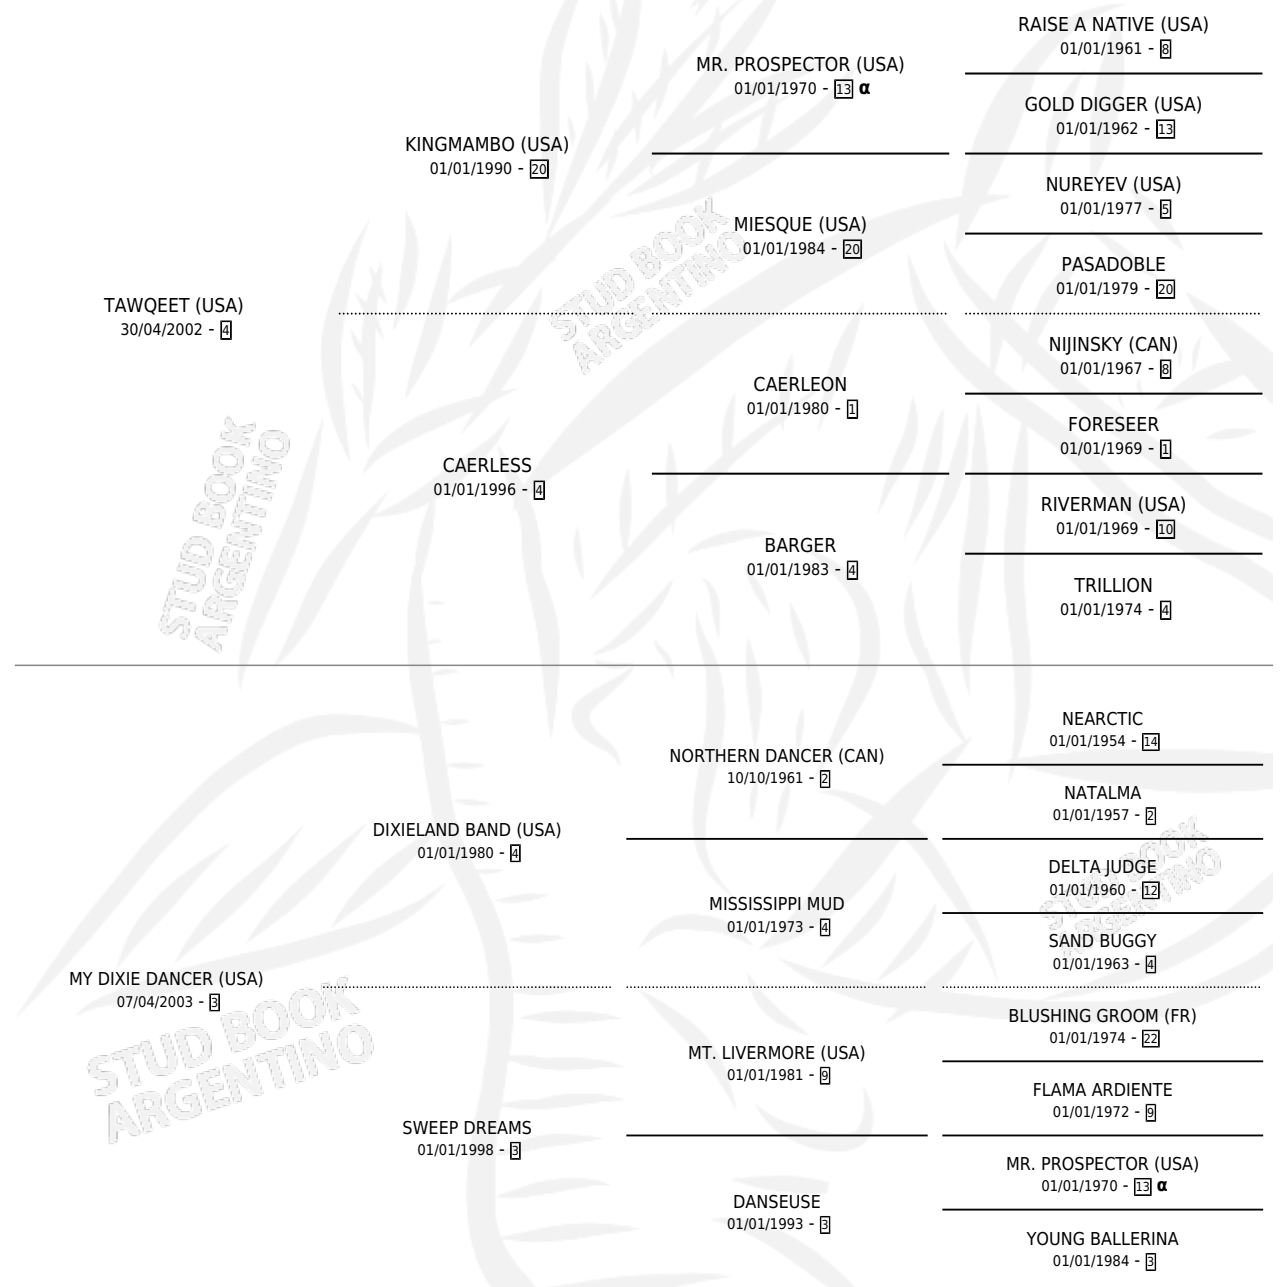 RAISE A NATIVE (USA)
01/01/1961 - 8
MR. PROSPECTOR (USA)
01/01/1970 - 13 α
GOLD DIGGER (USA)
01/01/1962 - 13
KINGMAMBO (USA)
01/01/1990 - 20
NUREYEV (USA)
01/01/1977 - 5
MIESQUE (USA)
01/01/1984 - 20
PASADOBLE
01/01/1979 - 20
TAWQEET (USA)
30/04/2002 - 4
NIJINSKY (CAN)
01/01/1967 - 8
CAERLEON
01/01/1980 - 1
FORESEER
01/01/1969 - 1
CAERLESS
01/01/1996 - 4
RIVERMAN (USA)
01/01/1969 - 10
BARGER
01/01/1983 - 4
TRILLION
01/01/1974 - 4
NEARCTIC
01/01/1954 - 14
NORTHERN DANCER (CAN)
10/10/1961 - 2
NATALMA
01/01/1957 - 2
DIXIELAND BAND (USA)
01/01/1980 - 4
DELTA JUDGE
01/01/1960 - 12
MISSISSIPPI MUD
01/01/1973 - 4
SAND BUGGY
01/01/1963 - 4
MY DIXIE DANCER (USA)
07/04/2003 - 3
BLUSHING GROOM (FR)
01/01/1974 - 22
MT. LIVERMORE (USA)
01/01/1981 - 9
FLAMA ARDIENTE
01/01/1972 - 9
SWEEP DREAMS
01/01/1998 - 3
MR. PROSPECTOR (USA)
01/01/1970 - 13 α
DANSEUSE
01/01/1993 - 3
YOUNG BALLERINA
01/01/1984 - 3
STUD BOOK
ARGENTINO
STUD BOOK
ARGENTINO
STUD BOOK
ARGENTINO
STUD BOOK
ARGENTINO